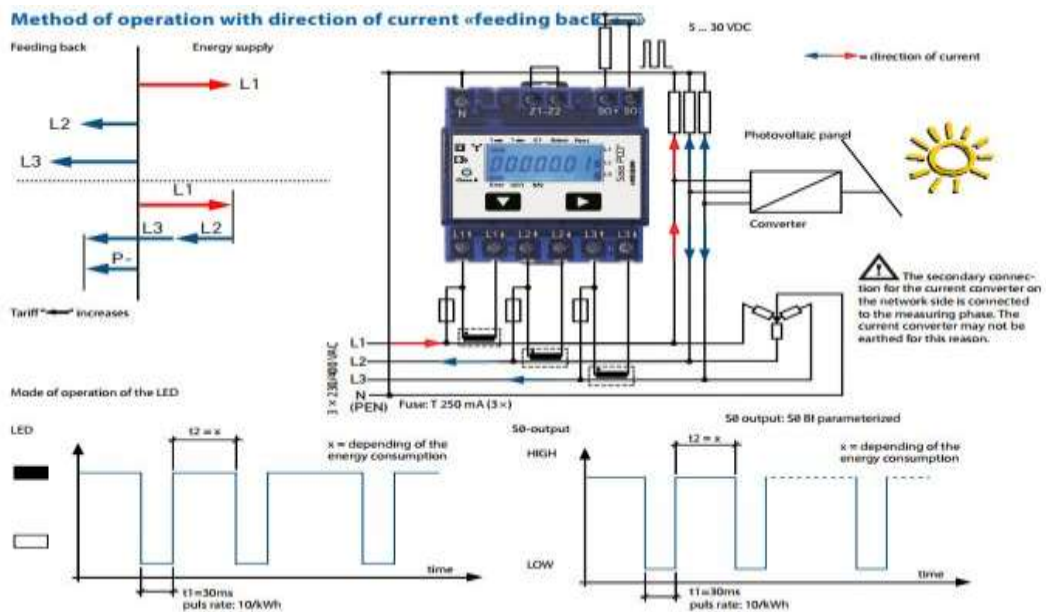 Method of operation with direction of current «feeding back
5 ... 30 VDC
Feeding back
Energy supply
= direction of current
L1
L2
L3
L1
L3
L2
P-
Tariff " " increases
N
Z1-Z2
S0+
0000001
Photovoltaic panel
Converter
L1
L1
L2
L2
L3
L3
The secondary connec-
tion for the current converter on
the network side is connected
to the measuring phase. The
current converter may not be
earthed for this reason.
3 × 230/400 VAC
L1
L2
L3
N
(PEN)
Fuse: T 250 mA (3×)
Mode of operation of the LED
S0 output: S0 BI parameterized
LED
t2 = x
x = depending of the
energy consumption
time
t1=30ms
puls rate: 10/kWh
S0-output
HIGH
LOW
t2 = x
x = depending of the
energy consumption
time
t1=30ms
puls rate: 10/kWh